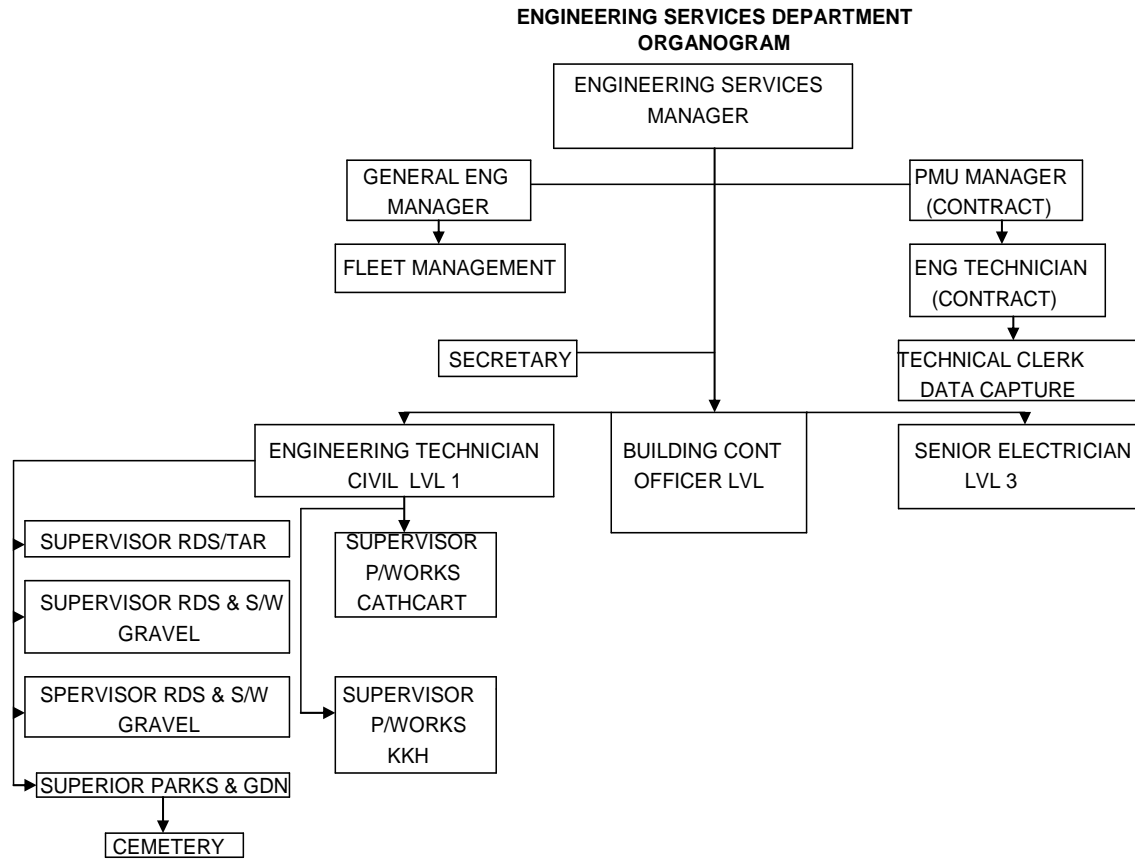 ENGINEERING SERVICES DEPARTMENT
ORGANOGRAM
ENGINEERING SERVICES
MANAGER
GENERAL ENG
MANAGER
PMU MANAGER
(CONTRACT)
FLEET MANAGEMENT
ENG TECHNICIAN
(CONTRACT)
SECRETARY
TECHNICAL CLERK
DATA CAPTURE
ENGINEERING TECHNICIAN
CIVIL LVL 1
BUILDING CONT
OFFICER LVL
SENIOR ELECTRICIAN
LVL 3
SUPERVISOR RDS/TAR
SUPERVISOR RDS & S/W
GRAVEL
SPERVISOR RDS & S/W
GRAVEL
SUPERIOR PARKS & GDN
CEMETERY
SUPERVISOR
P/WORKS
CATHCART
SUPERVISOR
P/WORKS
KKH